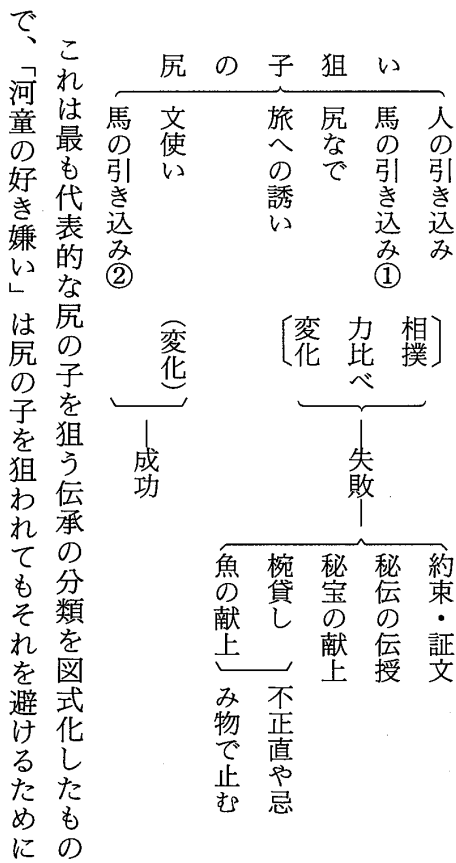 尻の子狙い
人の引き込み
馬の引き込み①
尻なで
旅への誘い
文使い
馬の引き込み②
〔相撲
力比べ
変化〕
(変化)
失敗
成功
約束・証文
秘伝の伝授
秘宝の献上
椀貸し
魚の献上
不正直や忌
み物で止む
これは最も代表的な尻の子を狙う伝承の分類を図式化したもの
で、「河童の好き嫌い」は尻の子を狙われてもそれを避けるために